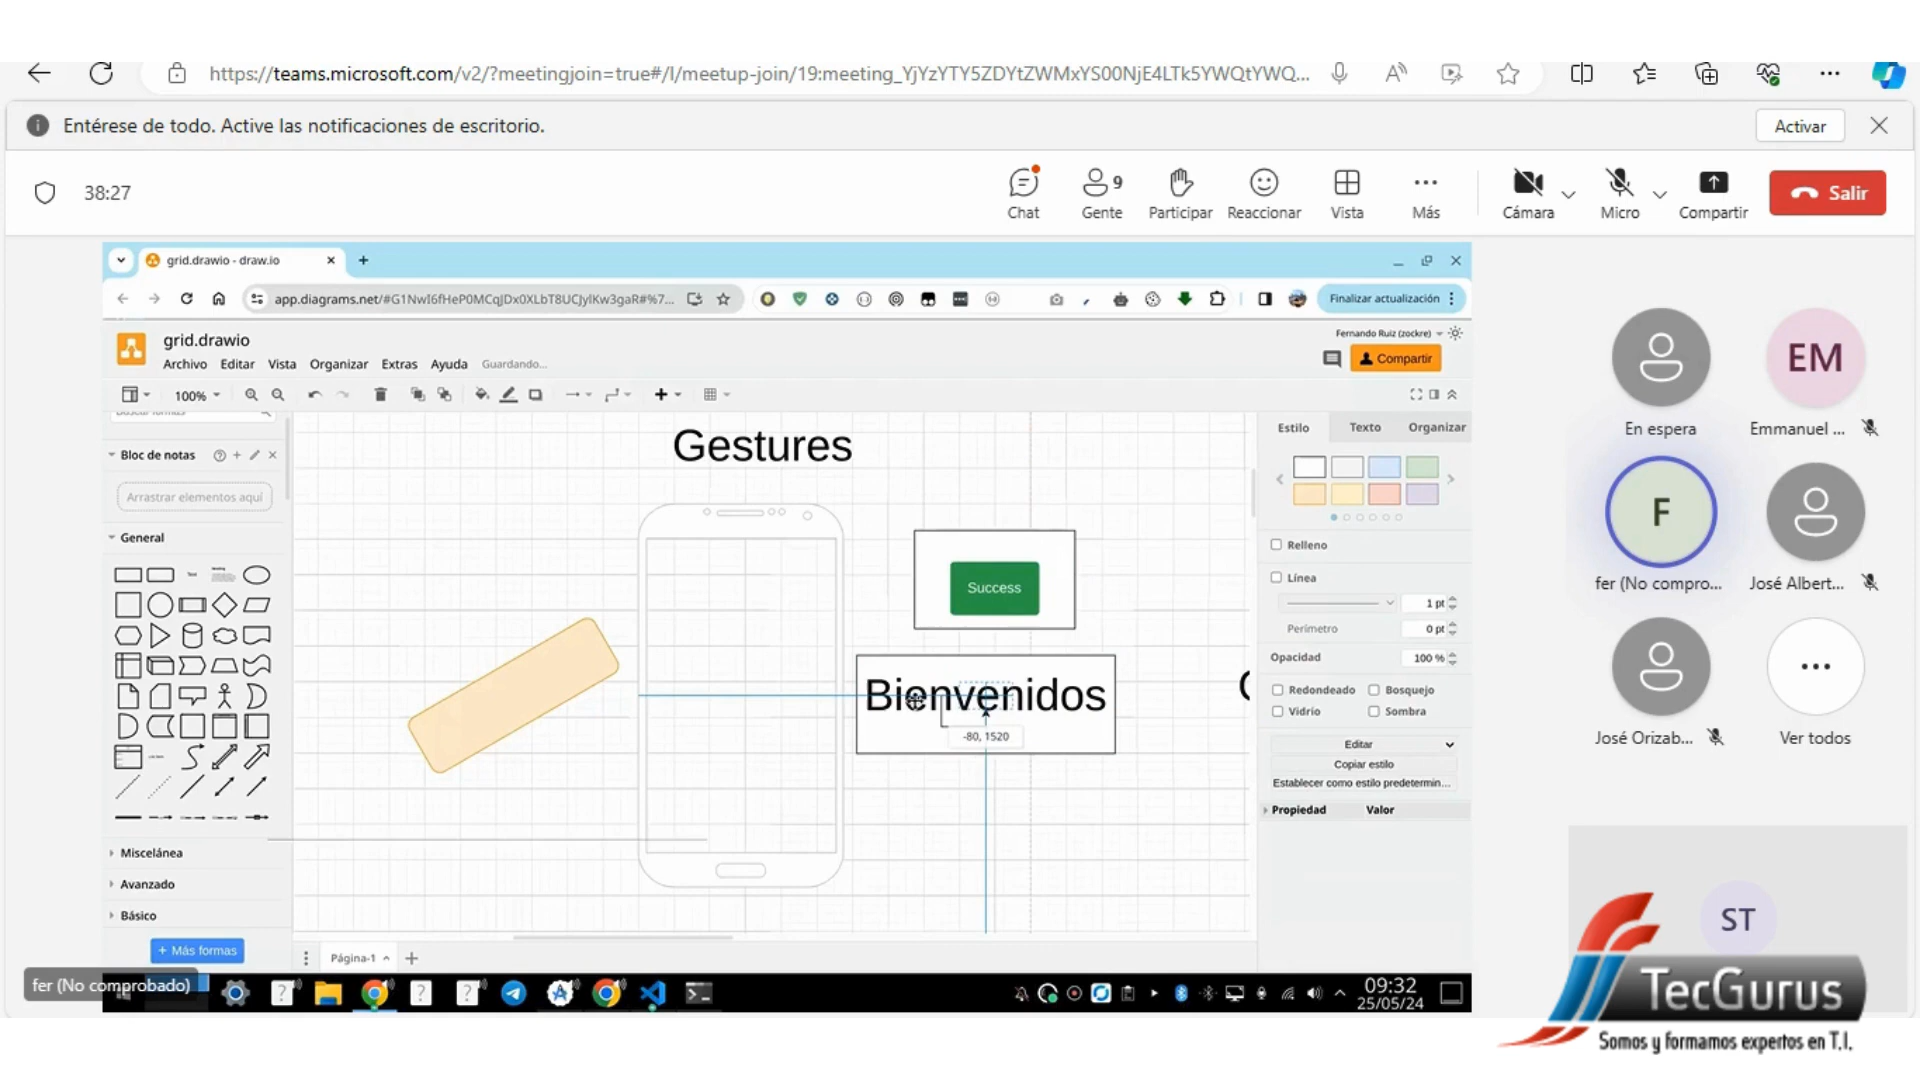 https://teams.microsoft.com/v2/?meetingjoin=true#/l/meetup-join/19:meeting_YjYzYTY5ZDYtZWMxYS00NjE4LTk5YWQtYWQ...
Entérese de todo. Active las notificaciones de escritorio.
Activar
38:27
Chat
Gente
9
Participar
Reaccionar
Vista
Más
Cámara
Micro
Compartir
Salir
grid.drawio - draw.io
app.diagrams.net/#G1NwI6fHeP0MCqJDx0XLbT8UCJylKw3gaR#%7...
Finalizar actualización
grid.drawio
Fernando Ruiz (zockre)
Archivo Editar Vista Organizar Extras Ayuda Guardando...
Compartir
100%
Bloc de notas
Arrastrar elementos aquí
General
Miscelánea
Avanzado
Básico
+ Más formas
Gestures
Success
Bienvenidos
-80, 1520
Página-1
Estilo Texto Organizar
Relleno
Línea
1 pt
Perímetro 0 pt
Opacidad 100 %
Redondeado Bosquejo
Vidrio Sombra
Editar
Copiar estilo
Establecer como estilo predetermin...
Propiedad Valor
En espera
EM
Emmanuel ...
F
fer (No compro...
José Albert...
José Orizab...
Ver todos
ST
fer (No comprobado)
09:32
25/05/24
TecGurus
Somos y formamos expertos en T.I.